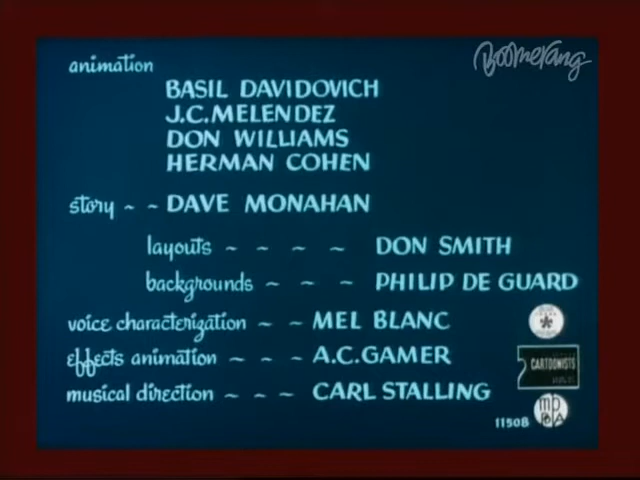 Boomerang
animation
BASIL DAVIDOVICH
J.C.MELENDEZ
DON WILLIAMS
HERMAN COHEN
story ~ ~ DAVE MONAHAN
layouts ~ ~ ~ ~ DON SMITH
backgrounds ~ ~ ~ PHILIP DE GUARD
voice characterization ~ ~ MEL BLANC
effects animation ~ ~ ~ A.C.GAMER
CARTOONISTS
musical direction ~ ~ ~ CARL STALLING
11508